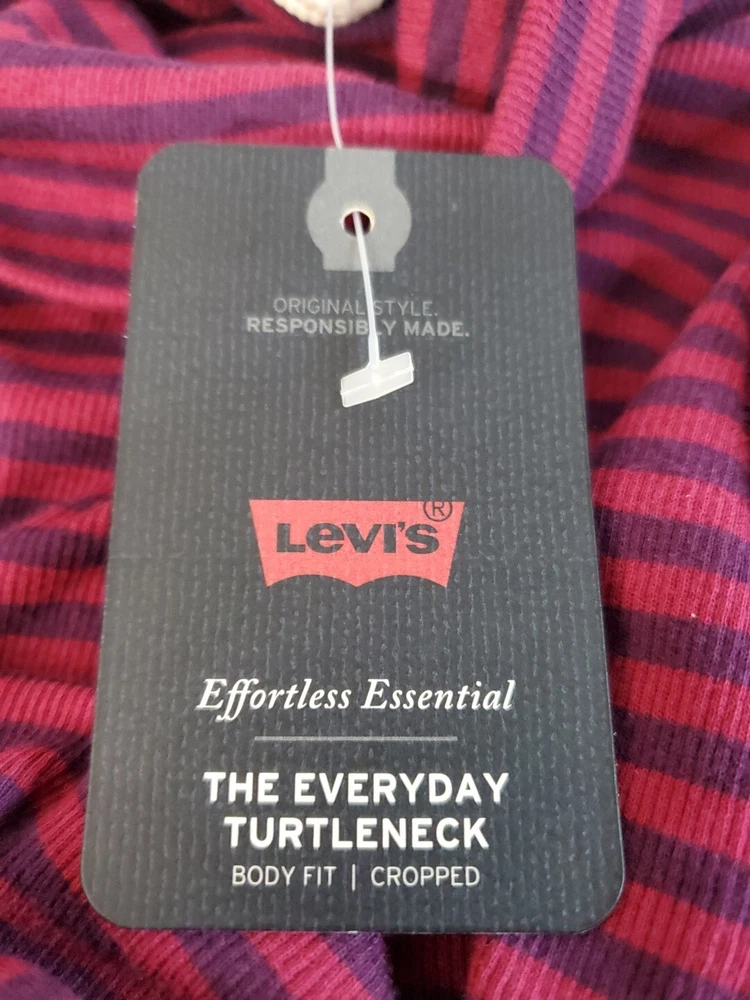 ORIGINAL STYLE.
RESPONSIBLY MADE.
LEVI'S®
Effortless Essential
THE EVERYDAY
TURTLENECK
BODY FIT | CROPPED